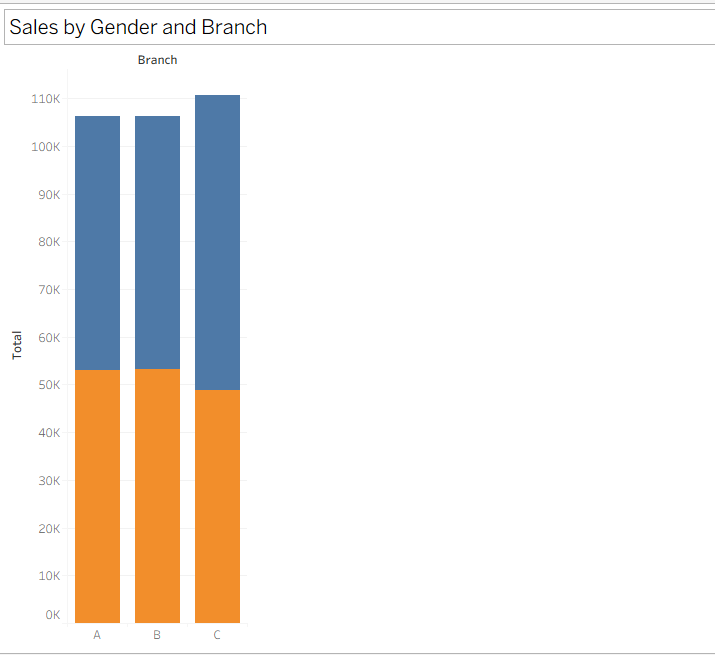 Sales by Gender and Branch
Branch
110K
100K
90K
80K
70K
60K
50K
40K
30K
20K
10K
0K
Total
A B C